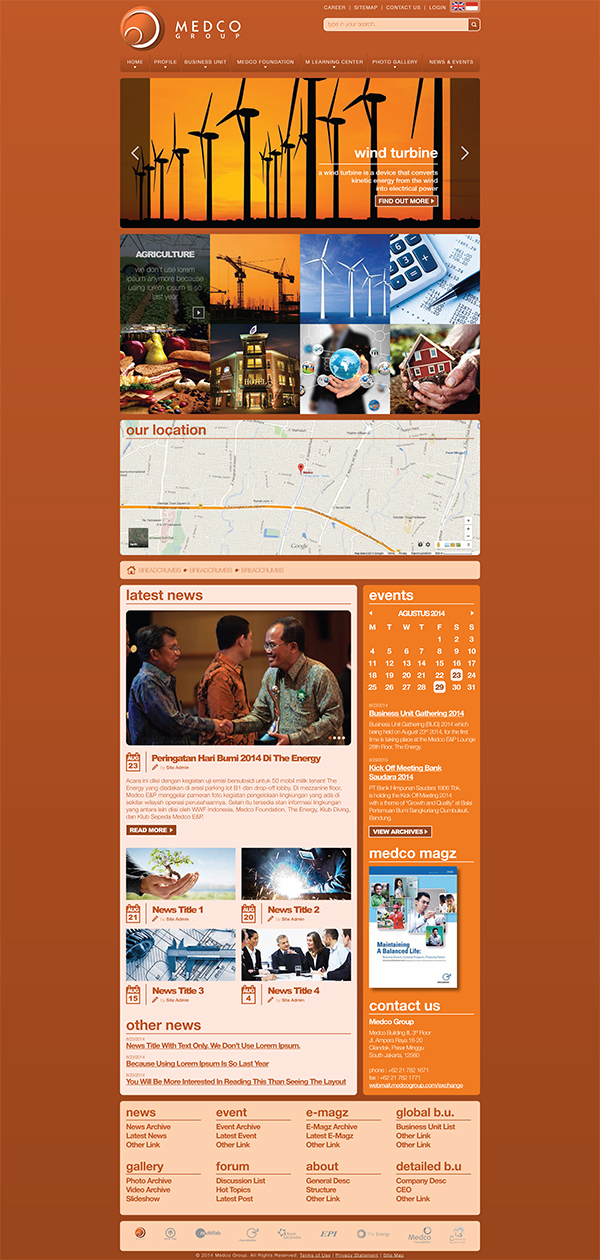 CAREER | SITEMAP | CONTACT US | LOGIN
MEDCO
GROUP
type in your search...
HOME PROFILE BUSINESS UNIT MEDCO FOUNDATION M LEARNING CENTER PHOTO GALLERY NEWS & EVENTS
wind turbine
a wind turbine is a device that converts
kinetic energy from the wind
into electrical power
FIND OUT MORE
AGRICULTURE
we don't use lorem
ipsum anymore because
using lorem ipsum is so
last year
HOTEL
our location
Medco
Google
BREADCRUMBS BREADCRUMBS BREADCRUMBS
latest news
AUG
23
Peringatan Hari Bumi 2014 Di The Energy
by Site Admin
Acara ini diisi dengan kegiatan uji emisi bersubsidi untuk 50 mobil milik tenant The
Energy yang diadakan di area parking lot B1 dan drop-off lobby. Di mezzanine floor,
Medco E&P menggelar pameran foto kegiatan pengelolaan lingkungan yang ada di
sekitar wilayah operasi perusahaannya. Selain itu tersedia stan informasi lingkungan
yang antara lain diisi oleh WWF Indonesia, Medco Foundation, The Energy, Klub Diving,
dan Klub Sepeda Medco E&P.
READ MORE
AUG
21
News Title 1
by Site Admin
AUG
20
News Title 2
by Site Admin
AUG
15
News Title 3
by Site Admin
AUG
4
News Title 4
by Site Admin
other news
8/23/2014
News Title With Text Only. We Don't Use Lorem Ipsum.
8/23/2014
Because Using Lorem Ipsum Is So Last Year
8/23/2014
You Will Be More Interested In Reading This Than Seeing The Layout
events
AGUSTUS 2014
M T W T F S S
1 2 3
4 5 6 7 8 9 10
11 12 13 14 15 16 17
18 19 20 21 22 23 24
25 26 27 28 29 30 31
8/23/2014
Business Unit Gathering 2014
Business Unit Gathering (BUG) 2014 which
being held on August 23rd 2014, for the first
time is taking place at the Medco E&P Lounge
28th Floor, The Energy.
8/23/2014
Kick Off Meeting Bank
Saudara 2014
PT Bank Himpunan Saudara 1906 Tbk.
is holding the Kick Off Meeting 2014
with a theme of "Growth and Quality" at Balai
Pertemuan Bumi Sangkuriang Ciumbuleuit,
Bandung.
VIEW ARCHIVES
medco magz
Maintaining
A Balanced Life:
contact us
Medco Group
Medco Building III, 3rd Floor
Jl. Ampera Raya 18-20
Cilandak, Pasar Minggu
South Jakarta, 12560
phone : +62 21 782 1671
fax : +62 21 782 1771
webmail.medcogroup.com/exchange
news event e-magz global b.u.
News Archive Event Archive E-Magz Archive Business Unit List
Latest News Latest Event Latest E-Magz Other Link
Other Link Other Link Other Link Other Link
gallery forum about detailed b.u
Photo Archive Discussion List General Desc Company Desc
Video Archive Hot Topics Structure CEO
Slideshow Latest Post Other Link Other Link
EPI
Medco
© 2014 Medco Group. All Rights Reserved. Terms of Use | Privacy Statement | Site Map